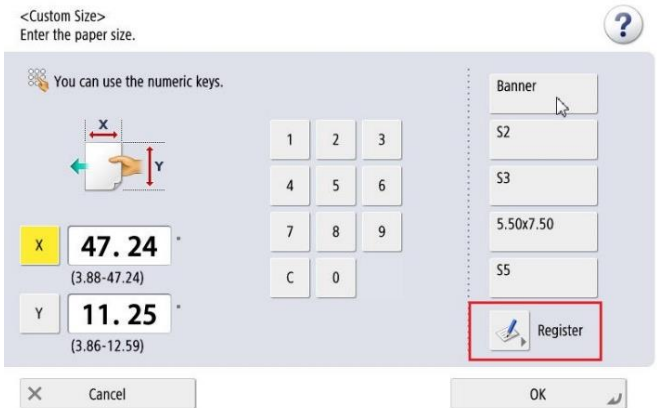 <Custom Size>
Enter the paper size.
?
You can use the numeric keys.
X
Y
1 2 3
4 5 6
7 8 9
C 0
X 47.24 "
(3.88-47.24)
Y 11.25 "
(3.86-12.59)
Banner
S2
S3
5.50x7.50
S5
Register
Cancel
OK